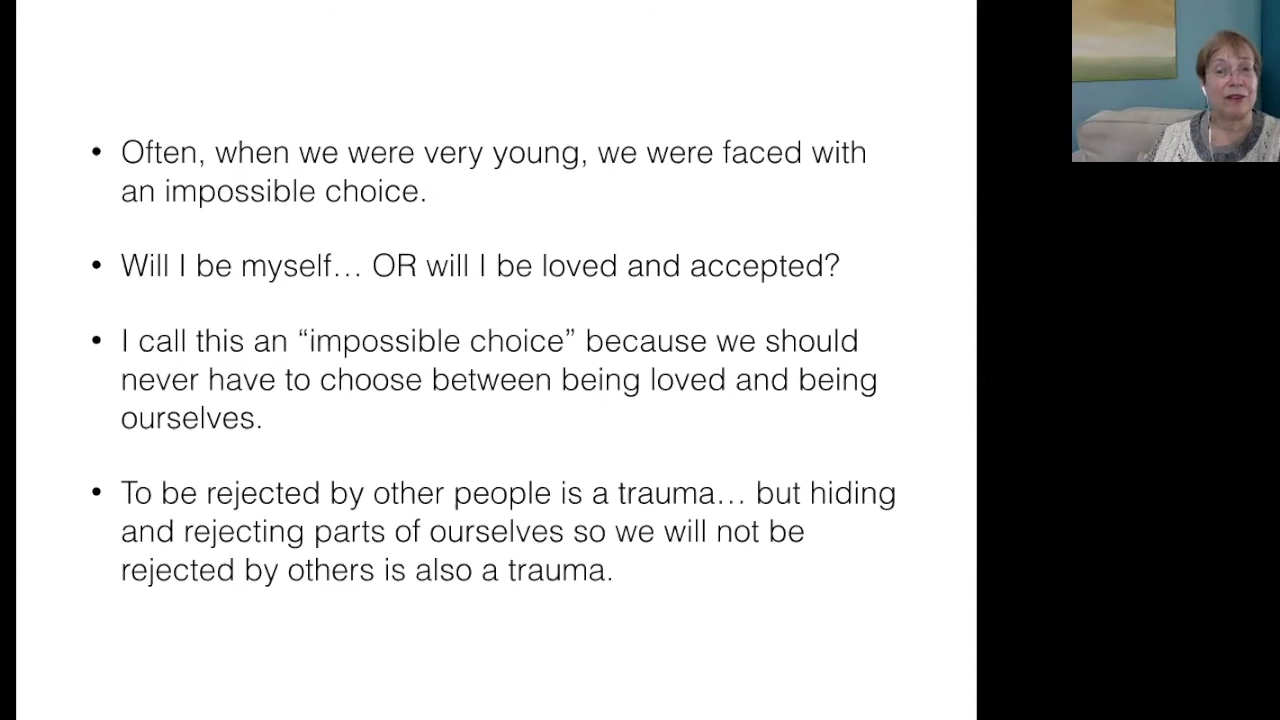 • Often, when we were very young, we were faced with
an impossible choice.
• Will I be myself… OR will I be loved and accepted?
• I call this an “impossible choice” because we should
never have to choose between being loved and being
ourselves.
• To be rejected by other people is a trauma… but hiding
and rejecting parts of ourselves so we will not be
rejected by others is also a trauma.